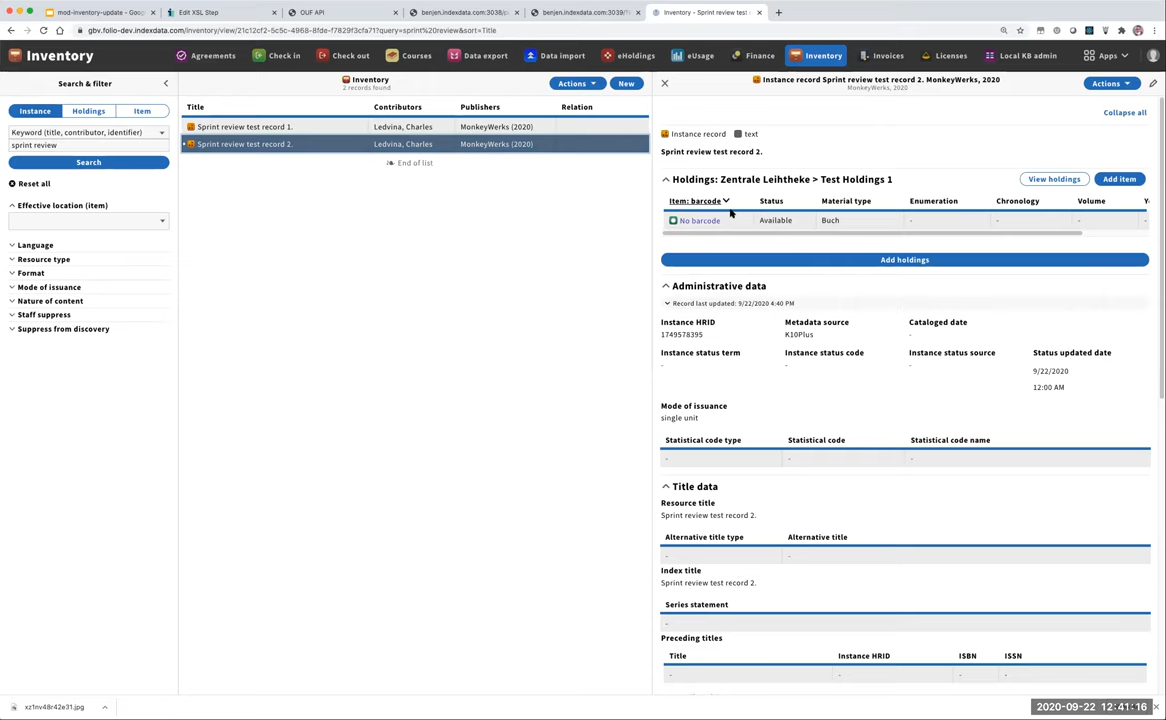 mod-inventory-update - Goo
Edit XSL Step
OUF API
benjen.indexdata.com:3038/
benjen.indexdata.com:3039/
Inventory - Sprint review test
gbv.folio-dev.indexdata.com/inventory/view/21c12cf2-5c5c-4968-8fde-f7829f3cfa71?query=sprint%20review&sort=Title
Inventory
Agreements
Check in
Check out
Courses
Data export
Data import
eHoldings
eUsage
Finance
Inventory
Invoices
Licenses
Local KB admin
Apps
Search & filter
Inventory
2 records found
Actions
New
Instance record Sprint review test record 2. MonkeyWerks, 2020
MonkeyWerks, 2020
Actions
Instance Holdings Item
Keyword (title, contributor, identifier)
sprint review
Search
Reset all
Effective location (item)
Language
Resource type
Format
Mode of issuance
Nature of content
Staff suppress
Suppress from discovery
Title Contributors Publishers Relation
Sprint review test record 1. Ledvina, Charles MonkeyWerks (2020)
Sprint review test record 2. Ledvina, Charles MonkeyWerks (2020)
End of list
Collapse all
Instance record text
Sprint review test record 2.
Holdings: Zentrale Leihtheke > Test Holdings 1
View holdings
Add item
Item: barcode Status Material type Enumeration Chronology Volume Y
No barcode Available Buch - - - -
Add holdings
Administrative data
Record last updated: 9/22/2020 4:40 PM
Instance HRID Metadata source Cataloged date
1749578395 K10Plus -
Instance status term Instance status code Instance status source Status updated date
- - - 9/22/2020
12:00 AM
Mode of issuance
single unit
Statistical code type Statistical code Statistical code name
- - -
Title data
Resource title
Sprint review test record 2.
Alternative title type Alternative title
- -
Index title
Sprint review test record 2.
Series statement
-
Preceding titles
Title Instance HRID ISBN ISSN
- - - -
xz1nv48r42e31.jpg
2020-09-22 12:41:16